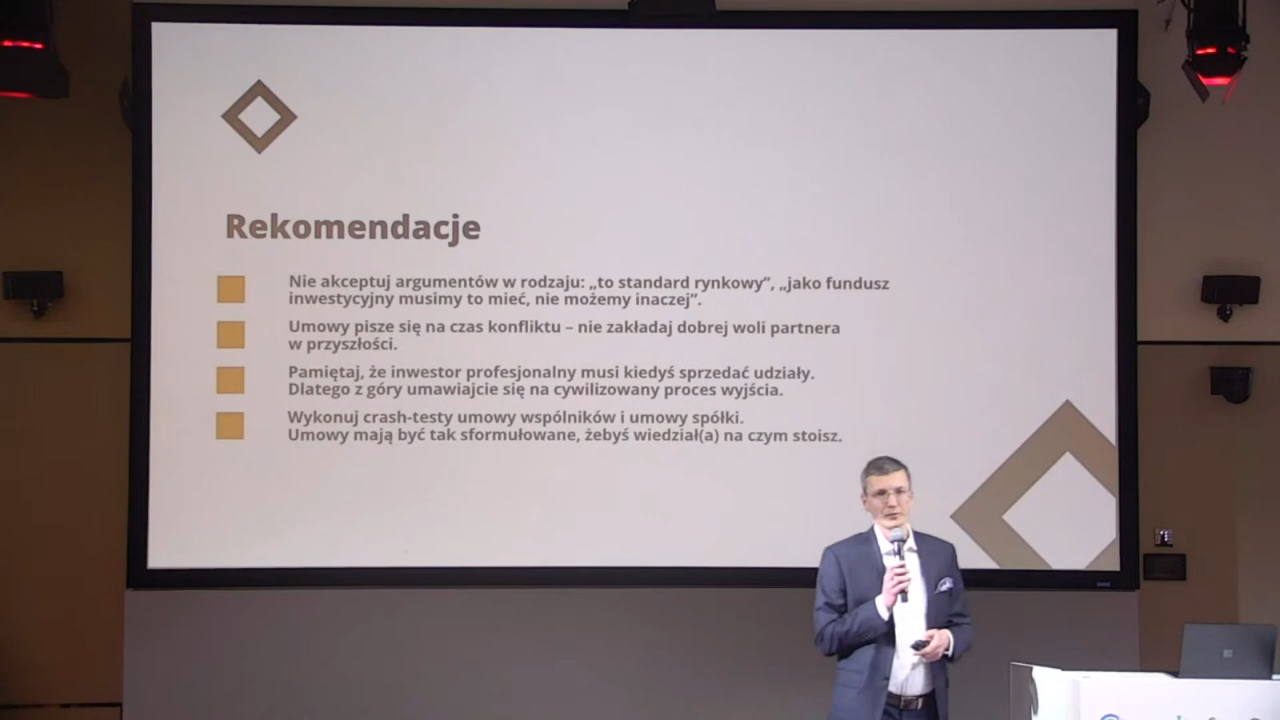 Rekomendacje
Nie akceptuj argumentów w rodzaju: „to standard rynkowy”, „jako fundusz
inwestycyjny musimy to mieć, nie możemy inaczej”.
Umowy pisze się na czas konfliktu – nie zakładaj dobrej woli partnera
w przyszłości.
Pamiętaj, że inwestor profesjonalny musi kiedyś sprzedać udziały.
Dlatego z góry umawiajcie się na cywilizowany proces wyjścia.
Wykonuj crash-testy umowy wspólników i umowy spółki.
Umowy mają być tak sformułowane, żebyś wiedział(a) na czym stoisz.